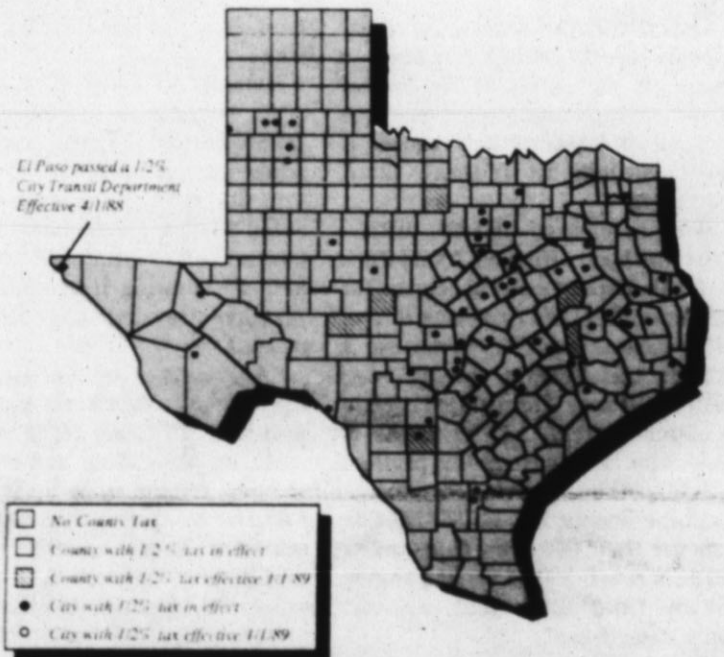 El Paso passed a 1/2%
City Transit Department
Effective 4/1/88
No County Tax
County with 1/2% tax in effect
County with 1/2% tax effective 1/1/89
City with 1/2% tax in effect
City with 1/2% tax effective 1/1/89